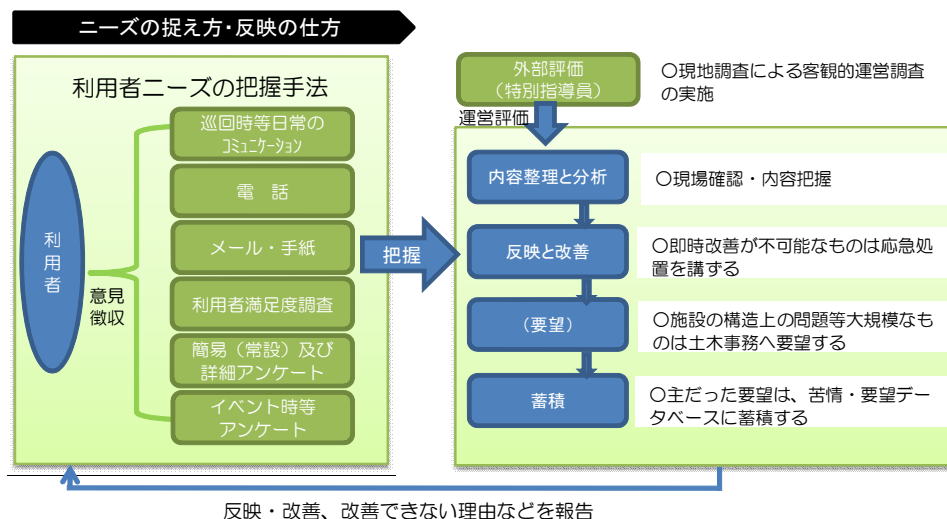 ニーズの捉え方・反映の仕方
利用者ニーズの把握手法
利用者
意見
徴収
巡回時等日常の
コミュニケーション
電　話
メール・手紙
利用者満足度調査
簡易（常設）及び
詳細アンケート
イベント時等
アンケート
把握
外部評価
（特別指導員）
〇現地調査による客観的運営調査
の実施
運営評価
内容整理と分析
〇現場確認・内容把握
反映と改善
〇即時改善が不可能なものは応急処
置を講ずる
（要望）
〇施設の構造上の問題等大規模なも
のは土木事務へ要望する
蓄積
〇主だった要望は、苦情・要望デー
タベースに蓄積する
反映・改善、改善できない理由などを報告